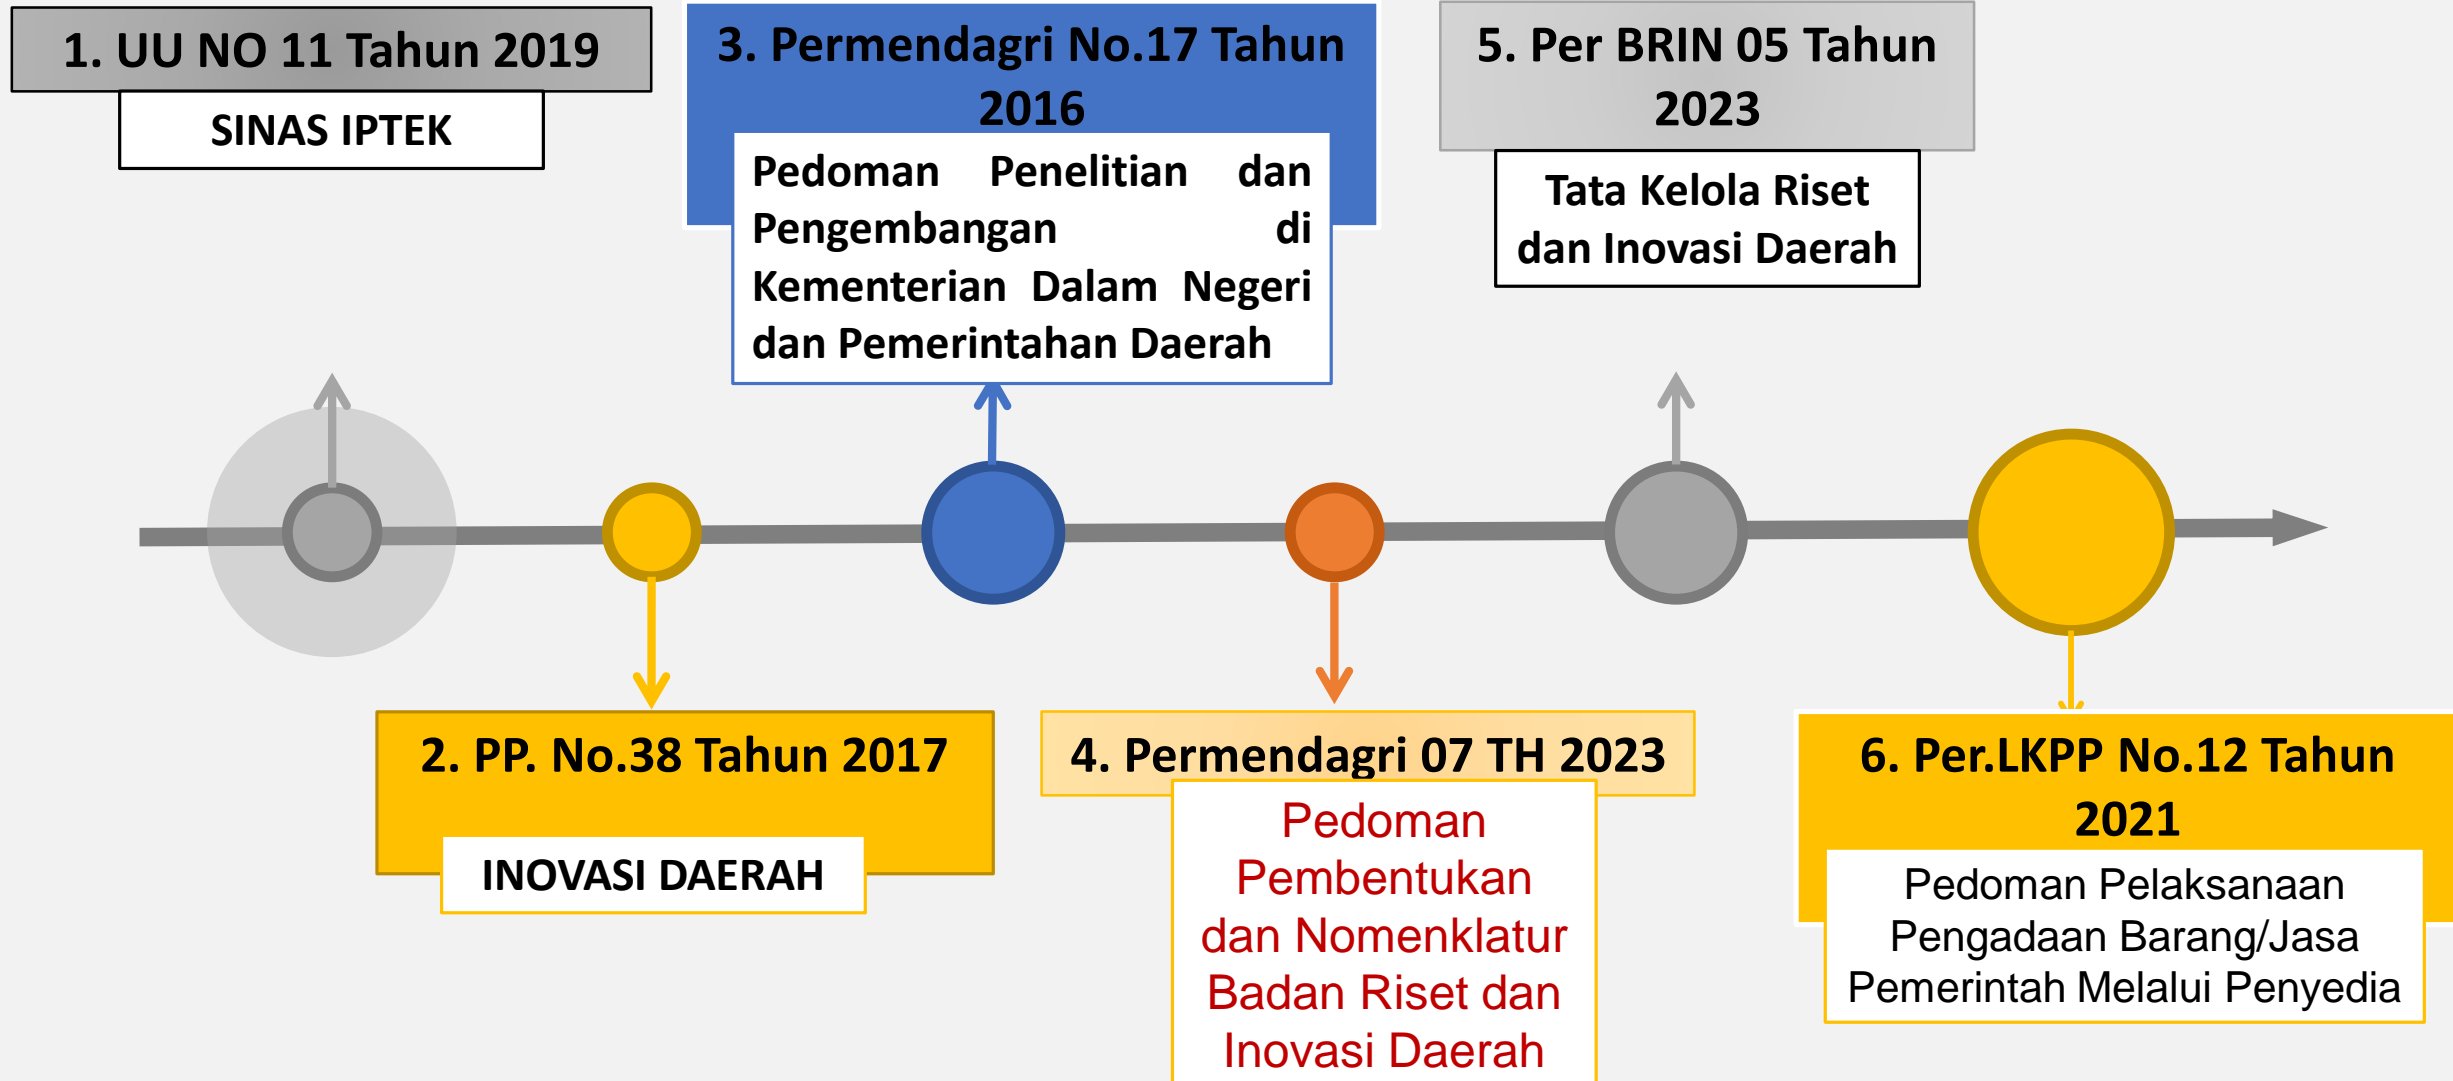 1. UU NO 11 Tahun 2019
SINAS IPTEK
2. PP. No.38 Tahun 2017
INOVASI DAERAH
3. Permendagri No.17 Tahun
2016
Pedoman Penelitian dan
Pengembangan di
Kementerian Dalam Negeri
dan Pemerintahan Daerah
4. Permendagri 07 TH 2023
Pedoman
Pembentukan
dan Nomenklatur
Badan Riset dan
Inovasi Daerah
5. Per BRIN 05 Tahun
2023
Tata Kelola Riset
dan Inovasi Daerah
6. Per.LKPP No.12 Tahun
2021
Pedoman Pelaksanaan
Pengadaan Barang/Jasa
Pemerintah Melalui Penyedia